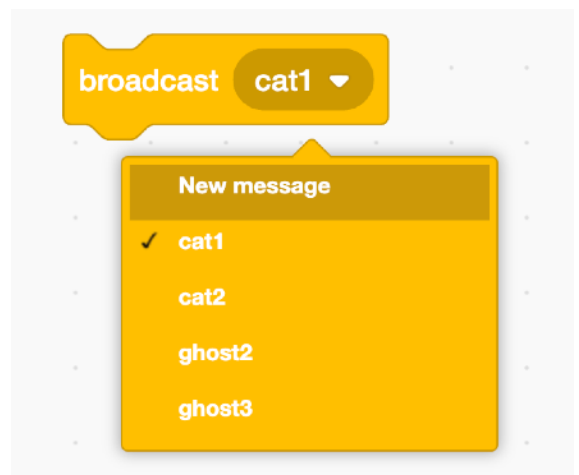 broadcast cat1
New message
✓ cat1
cat2
ghost2
ghost3